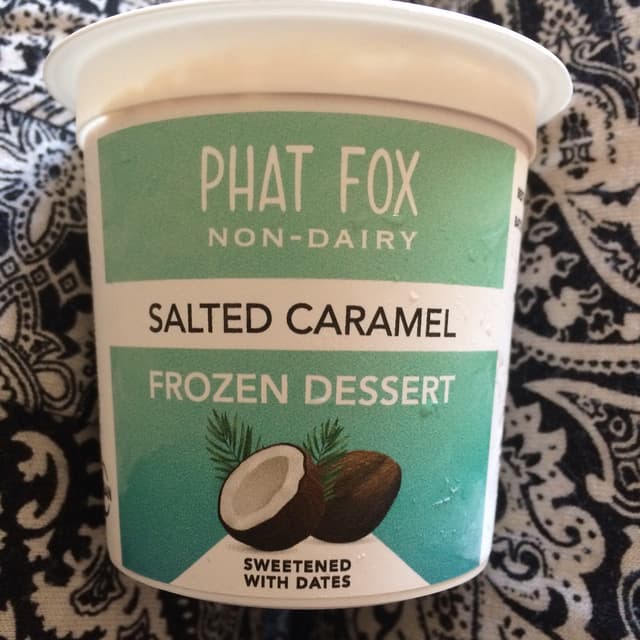 PHAT FOX
NON-DAIRY
SALTED CARAMEL
FROZEN DESSERT
SWEETENED
WITH DATES